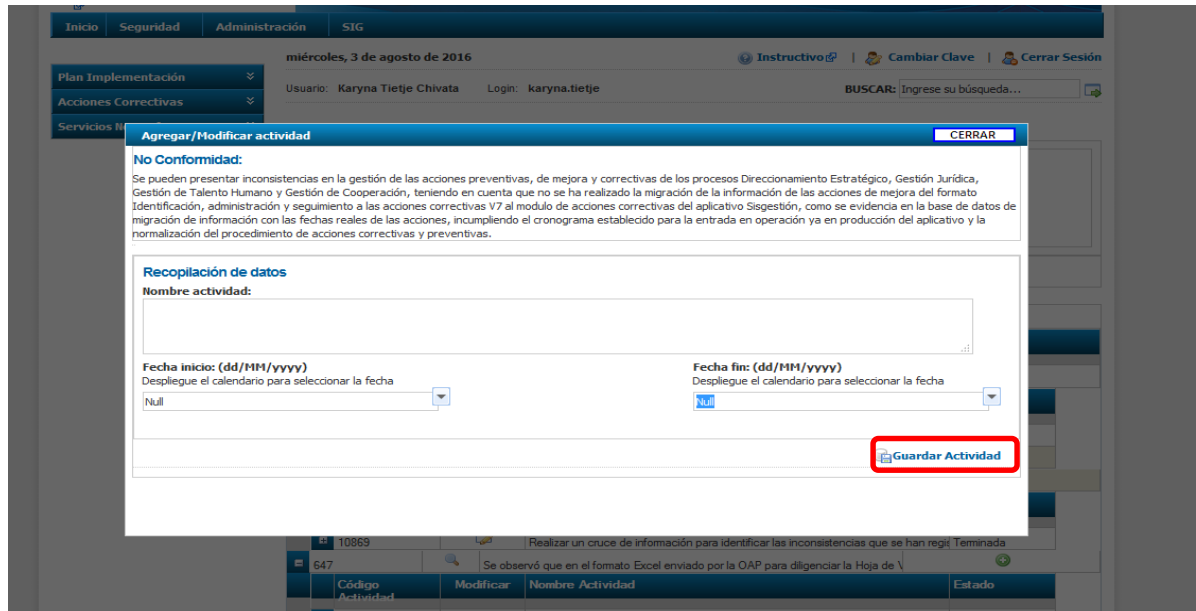 Inicio Seguridad Administración SIG
miércoles, 3 de agosto de 2016 Instructivo | Cambiar Clave | Cerrar Sesión
Plan Implementación
Usuario: Karyna Tietje Chivata Login: karyna.tietje BUSCAR: Ingrese su búsqueda...
Acciones Correctivas
Servicios
Agregar/Modificar actividad CERRAR
No Conformidad:
Se pueden presentar inconsistencias en la gestión de las acciones preventivas, de mejora y correctivas de los procesos Direccionamiento Estratégico, Gestión Jurídica,
Gestión de Talento Humano y Gestión de Cooperación, teniendo en cuenta que no se ha realizado la migración de la información de las acciones de mejora del formato
Identificación, administración y seguimiento a las acciones correctivas V7 al modulo de acciones correctivas del aplicativo Sisgestión, como se evidencia en la base de datos de
migración de información con las fechas reales de las acciones, incumpliendo el cronograma establecido para la entrada en operación ya en producción del aplicativo y la
normalización del procedimiento de acciones correctivas y preventivas.
Recopilación de datos
Nombre actividad:
Fecha inicio: (dd/MM/yyyy) Fecha fin: (dd/MM/yyyy)
Despliegue el calendario para seleccionar la fecha Despliegue el calendario para seleccionar la fecha
Null Null
Guardar Actividad
10869 Realizar un cruce de información para identificar las inconsistencias que se han regis Terminada
647 Se observó que en el formato Excel enviado por la OAP para diligenciar la Hoja de V
Código Modificar Nombre Actividad Estado
Actividad